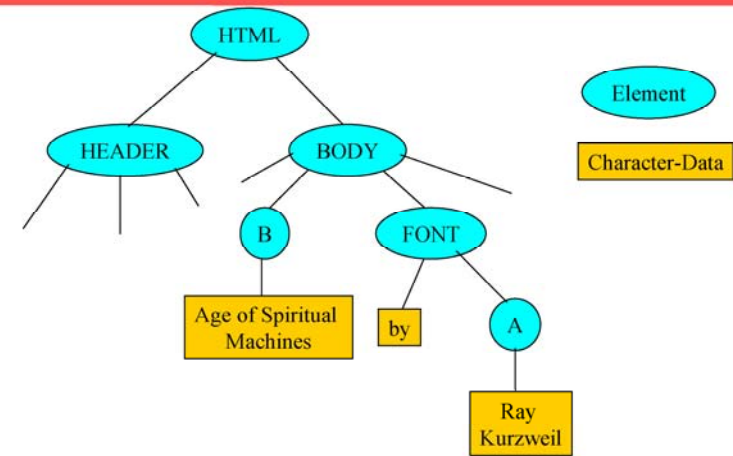 HTML
Element
HEADER
BODY
Character-Data
B
FONT
Age of Spiritual
Machines
by
A
Ray
Kurzweil